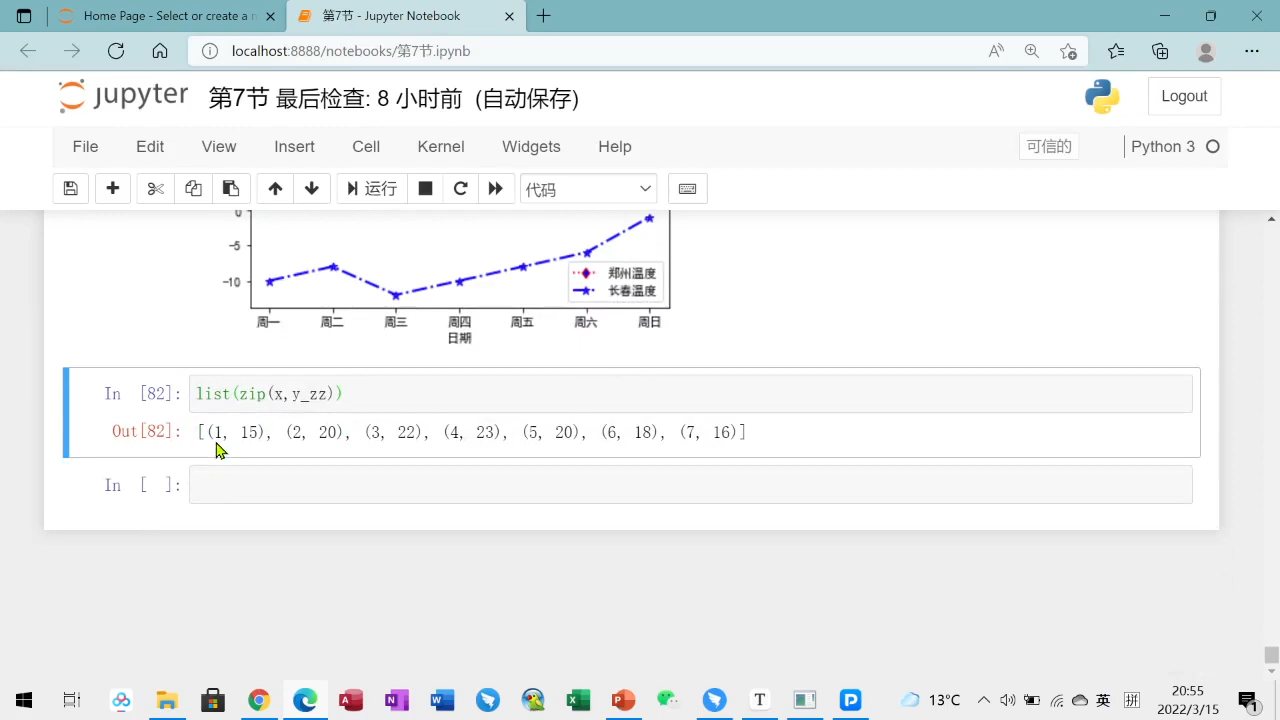 Home Page - Select or create a n
第7节 - Jupyter Notebook
localhost:8888/notebooks/第7节.ipynb
jupyter 第7节 最后检查: 8 小时前 (自动保存)
Logout
File Edit View Insert Cell Kernel Widgets Help 可信的 Python 3
运行 代码
0
-5
-10
郑州温度
长春温度
周一 周二 周三 周四 周五 周六 周日
日期
In [82]: list(zip(x,y_zz))
Out[82]: [(1, 15), (2, 20), (3, 22), (4, 23), (5, 20), (6, 18), (7, 16)]
In [ ]:
13°C 英 拼 20:55
2022/3/15
1